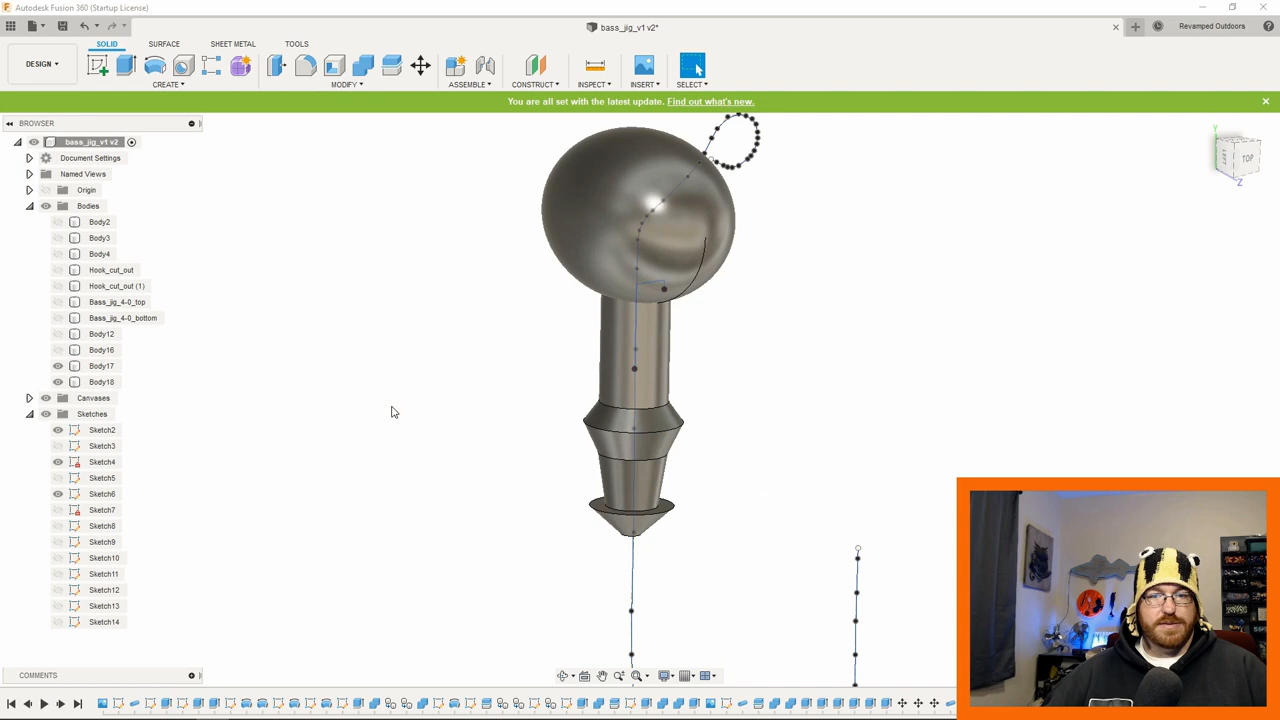 Autodesk Fusion 360 (Startup License)
bass_jig_v1 v2*
Revamped Outdoors
SOLID SURFACE SHEET METAL TOOLS
DESIGN
CREATE MODIFY ASSEMBLE CONSTRUCT INSPECT INSERT SELECT
You are all set with the latest update. Find out what's new.
BROWSER
bass_jig_v1 v2
Document Settings
Named Views
Origin
Bodies
Body2
Body3
Body4
Hook_cut_out
Hook_cut_out (1)
Bass_jig_4-0_top
Bass_jig_4-0_bottom
Body12
Body16
Body17
Body18
Canvases
Sketches
Sketch2
Sketch3
Sketch4
Sketch5
Sketch6
Sketch7
Sketch8
Sketch9
Sketch10
Sketch11
Sketch12
Sketch13
Sketch14
COMMENTS
Y
LEFT TOP
Z